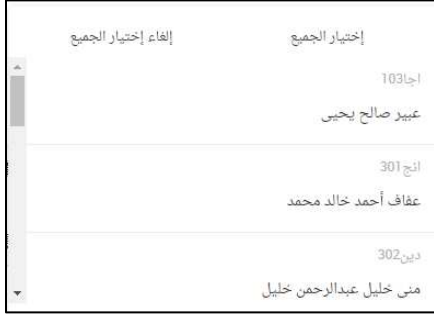 إختيار الجميع إلغاء إختيار الجميع
اجا103
عبير صالح يحيى
انج301
عفاف أحمد خالد محمد
دين302
منى خليل عبدالرحمن خليل